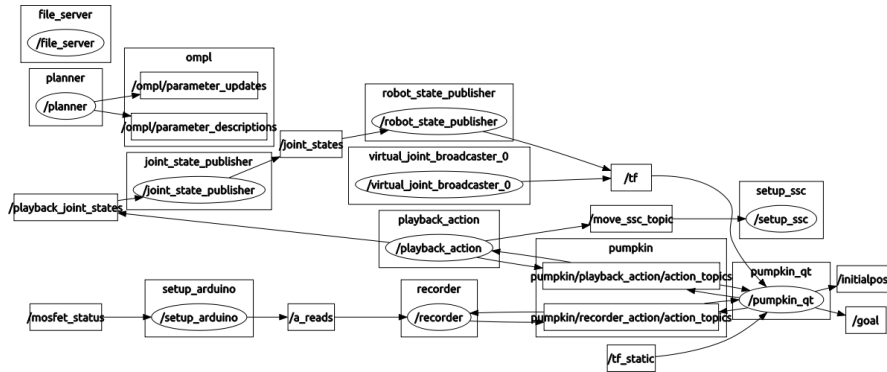 file_server
/file_server
planner
/planner
ompl
/ompl/parameter_updates
/ompl/parameter_descriptions
robot_state_publisher
/robot_state_publisher
/joint_states
joint_state_publisher
/joint_state_publisher
virtual_joint_broadcaster_0
/virtual_joint_broadcaster_0
/tf
/playback_joint_states
playback_action
/playback_action
/move_ssc_topic
setup_ssc
/setup_ssc
pumpkin
pumpkin/playback_action/action_topics
pumpkin/recorder_action/action_topics
pumpkin_qt
/pumpkin_qt
/initialpos
/goal
setup_arduino
/mosfet_status
/setup_arduino
/a_reads
recorder
/recorder
/tf_static